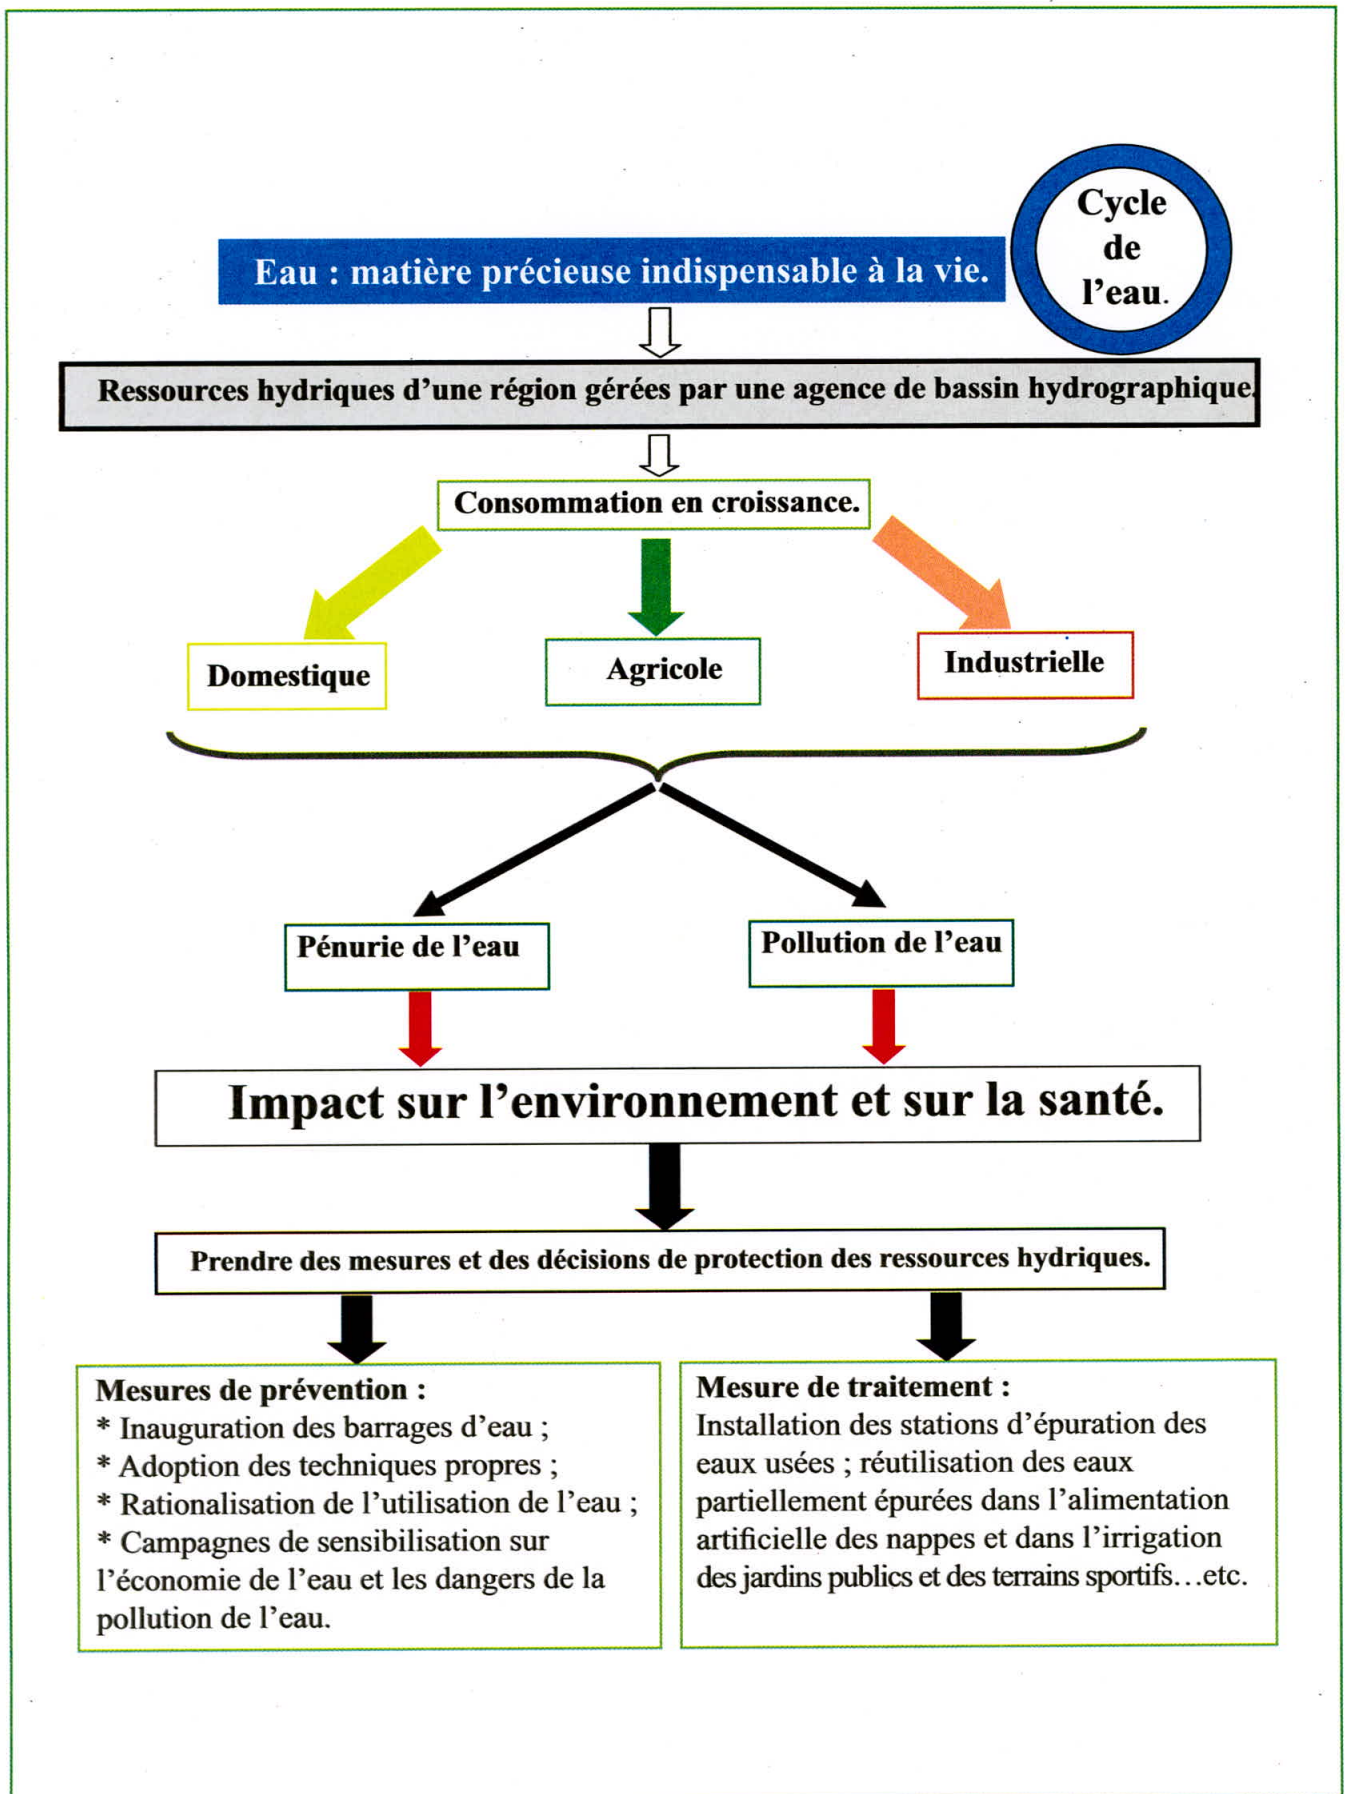 Cycle
de
l’eau.
Eau : matière précieuse indispensable à la vie.
Ressources hydriques d’une région gérées par une agence de bassin hydrographique.
Consommation en croissance.
Domestique
Agricole
Industrielle
Pénurie de l’eau
Pollution de l’eau
Impact sur l’environnement et sur la santé.
Prendre des mesures et des décisions de protection des ressources hydriques.
Mesures de prévention :
* Inauguration des barrages d’eau ;
* Adoption des techniques propres ;
* Rationalisation de l’utilisation de l’eau ;
* Campagnes de sensibilisation sur
l’économie de l’eau et les dangers de la
pollution de l’eau.
Mesure de traitement :
Installation des stations d’épuration des
eaux usées ; réutilisation des eaux
partiellement épurées dans l’alimentation
artificielle des nappes et dans l’irrigation
des jardins publics et des terrains sportifs…etc.